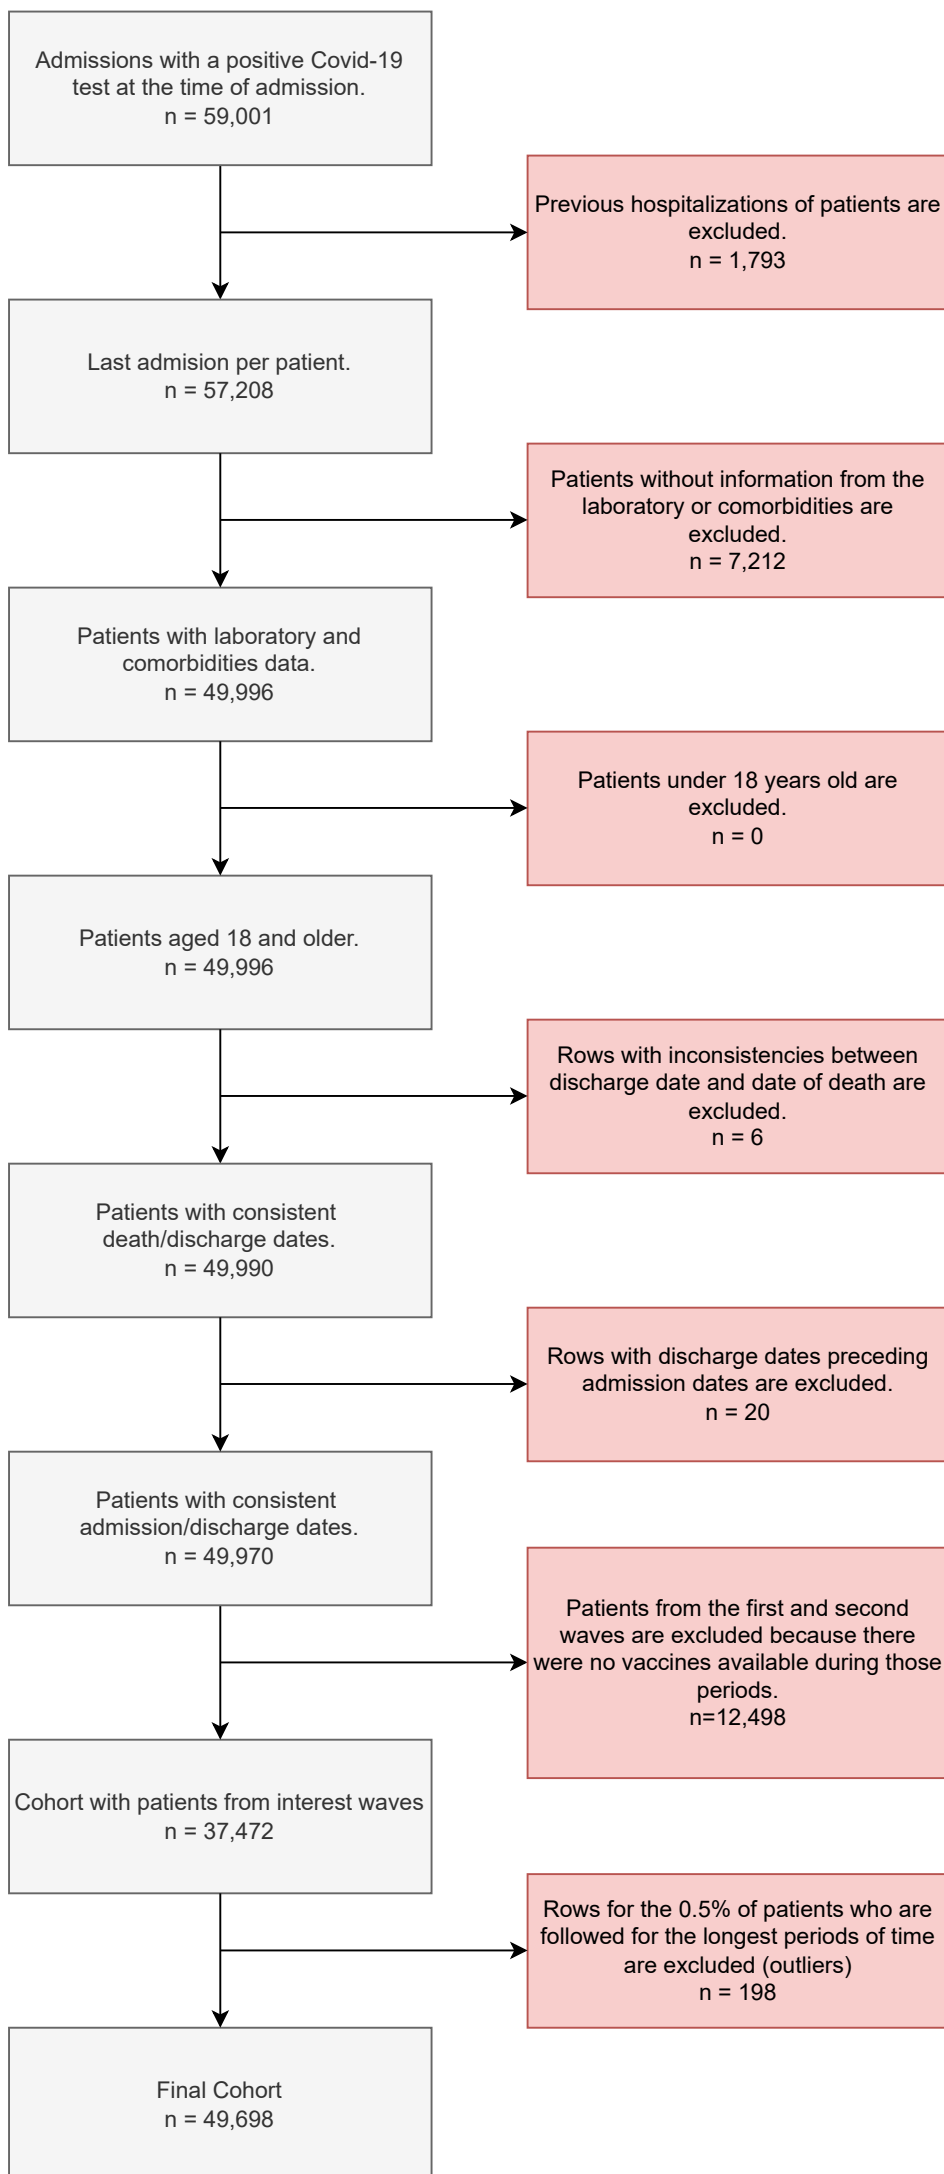 Admissions with a positive Covid-19
test at the time of admission.
n = 59,001
Previous hospitalizations of patients are
excluded.
n = 1,793
Last admision per patient.
n = 57,208
Patients without information from the
laboratory or comorbidities are
excluded.
n = 7,212
Patients with laboratory and
comorbidities data.
n = 49,996
Patients under 18 years old are
excluded.
n = 0
Patients aged 18 and older.
n = 49,996
Rows with inconsistencies between
discharge date and date of death are
excluded.
n = 6
Patients with consistent
death/discharge dates.
n = 49,990
Rows with discharge dates preceding
admission dates are excluded.
n = 20
Patients with consistent
admission/discharge dates.
n = 49,970
Patients from the first and second
waves are excluded because there
were no vaccines available during those
periods.
n=12,498
Cohort with patients from interest waves
n = 37,472
Rows for the 0.5% of patients who are
followed for the longest periods of time
are excluded (outliers)
n = 198
Final Cohort
n = 49,698